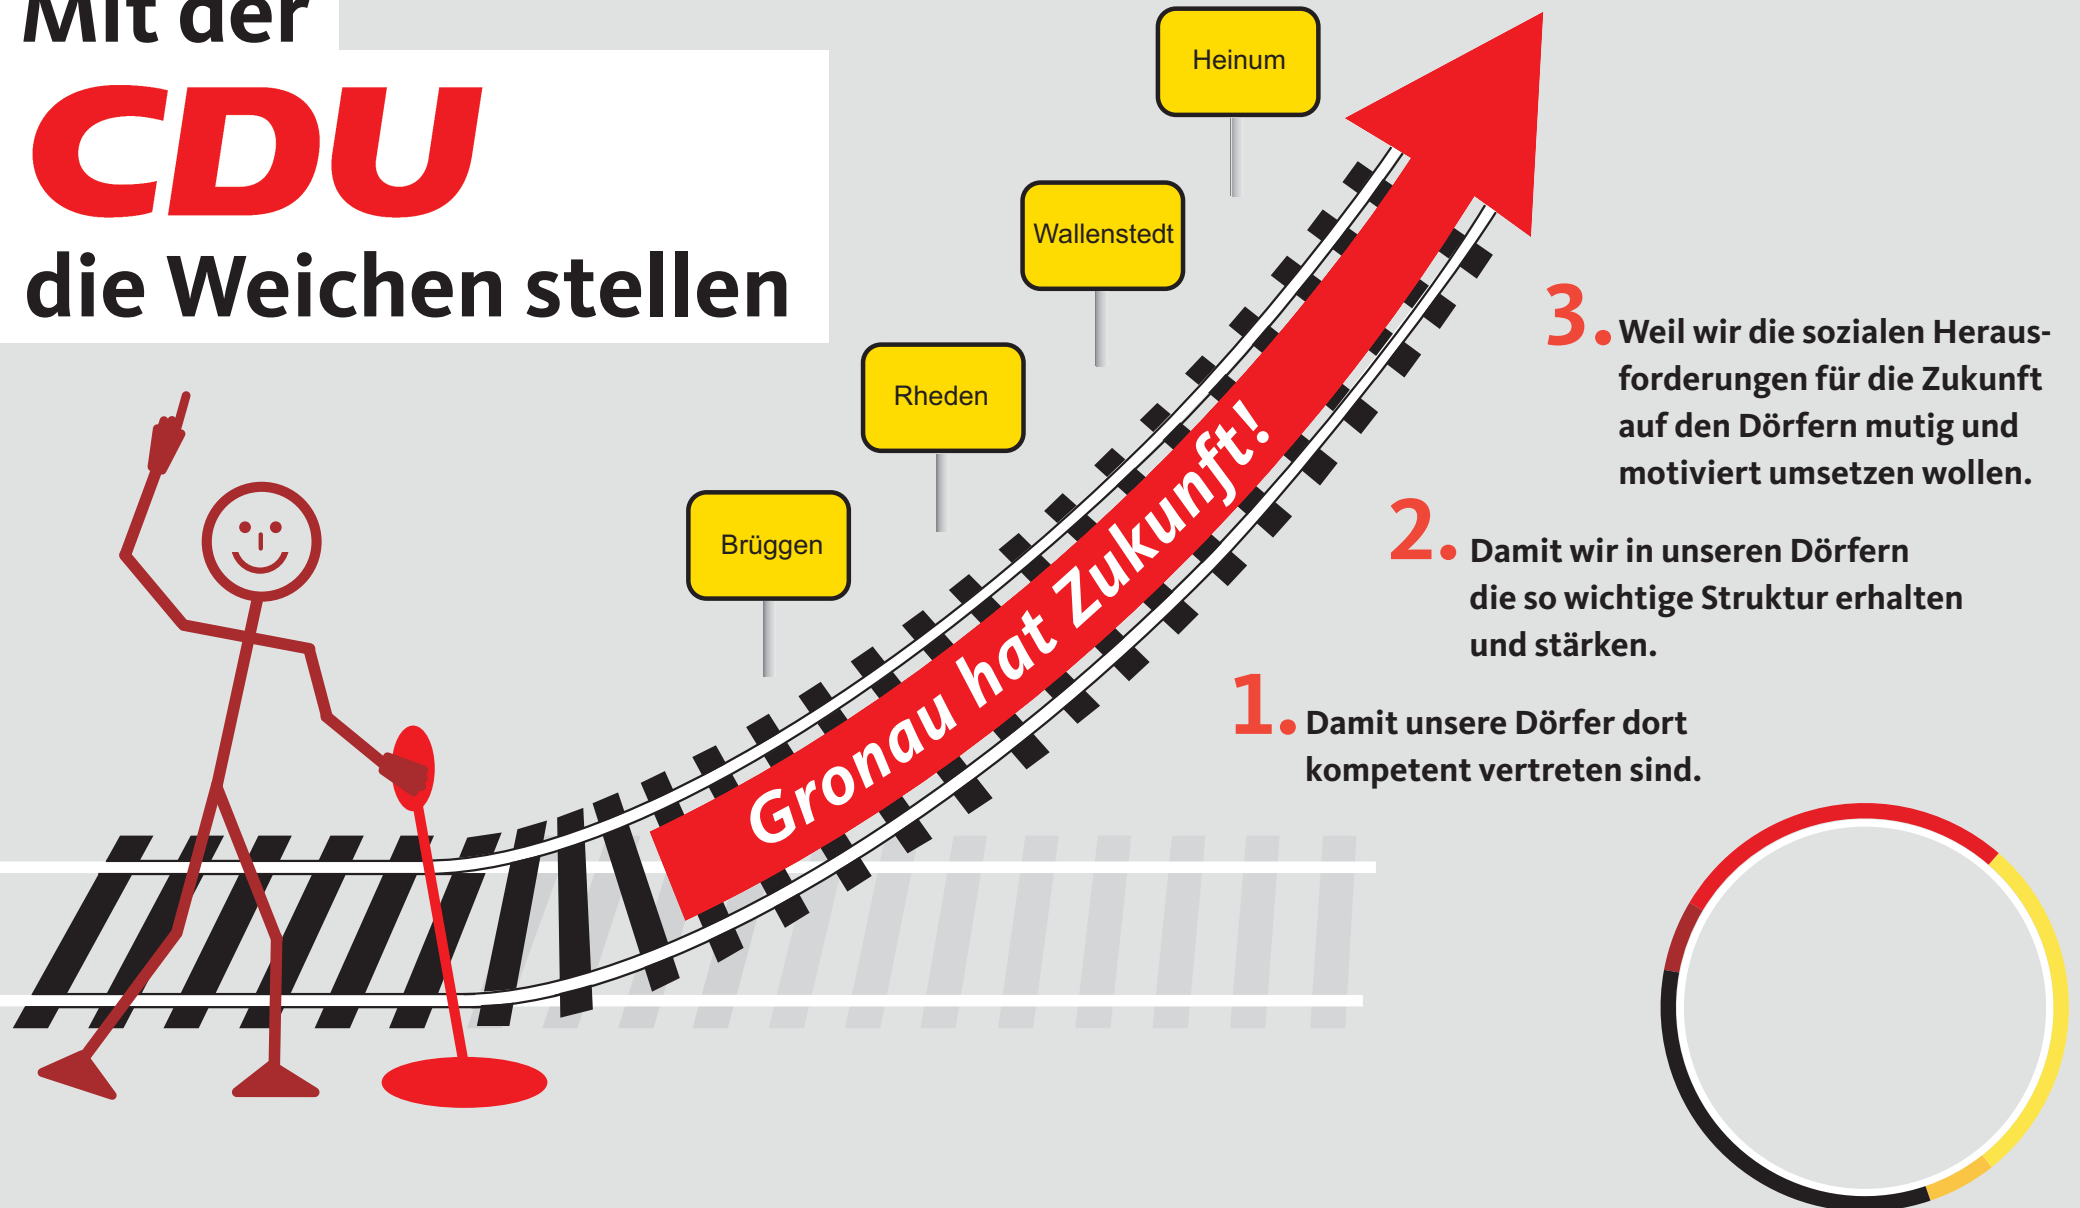 Mit der
CDU
die Weichen stellen
Heinum
Wallenstedt
Rheden
Brüggen
Gronau hat Zukunft!
3. Weil wir die sozialen Heraus-
forderungen für die Zukunft
auf den Dörfern mutig und
motiviert umsetzen wollen.
2. Damit wir in unseren Dörfern
die so wichtige Struktur erhalten
und stärken.
1. Damit unsere Dörfer dort
kompetent vertreten sind.